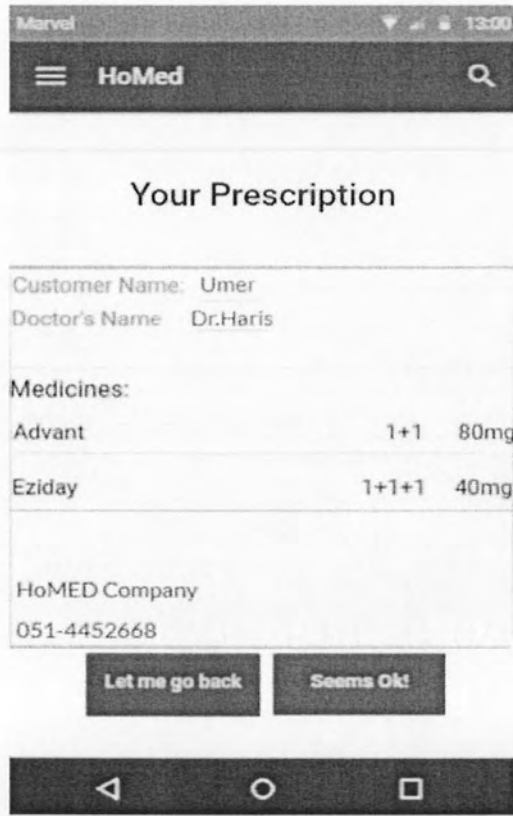 Marvel 13:00
HoMed
Your Prescription
Customer Name: Umer
Doctor's Name Dr.Haris
Medicines:
Advant 1+1 80mg
Eziday 1+1+1 40mg
HoMED Company
051-4452668
Let me go back Seems Ok!